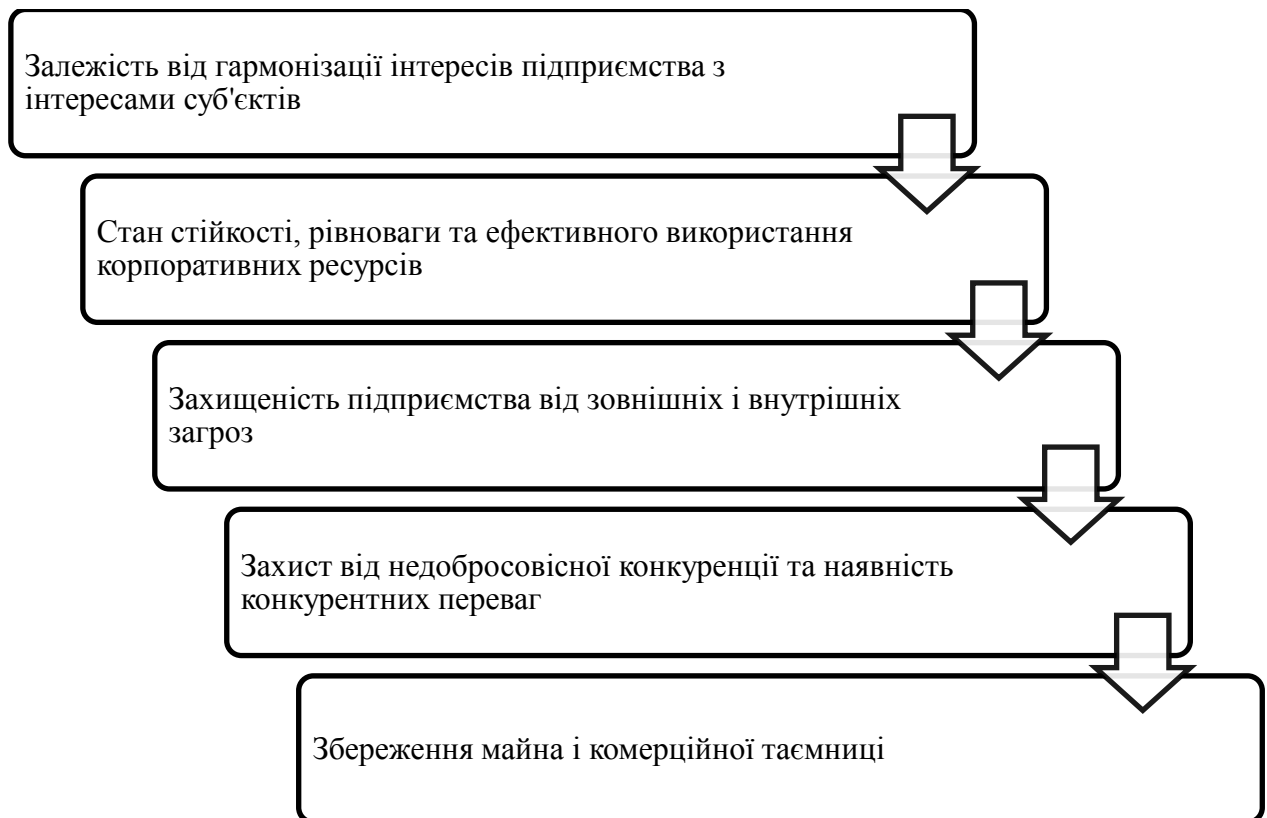 Залежість від гармонізації інтересів підприємства з
інтересами суб'єктів
Стан стійкості, рівноваги та ефективного використання
корпоративних ресурсів
Захищеність підприємства від зовнішніх і внутрішніх
загроз
Захист від недобросовісної конкуренції та наявність
конкурентних переваг
Збереження майна і комерційної таємниці